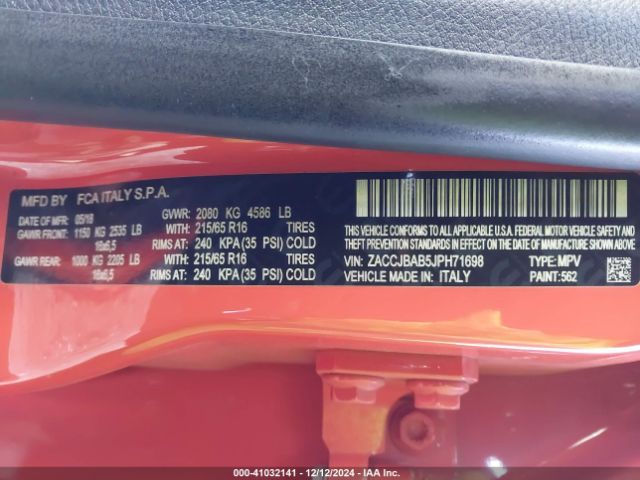 MFD BY FCA ITALY S.P.A.
DATE OF MFR 05/18 GVWR: 2080 KG 4586 LB
GAWR FRONT: 1150 KG 2535 LB WITH: 215/65 R16 TIRES
16x6,5 RIMS AT: 240 KPA (35 PSI) COLD
GAWR REAR: 1000 KG 2205 LB WITH: 215/65 R16 TIRES
16x6,5 RIMS AT: 240 KPA (35 PSI) COLD
THIS VEHICLE CONFORMS TO ALL APPLICABLE U.S.A.
FEDERAL MOTOR VEHICLE SAFETY, BUMPER, AND
THEFT PREVENTION STANDARDS IN EFFECT ON THE
DATE OF MANUFACTURE SHOWN ABOVE
VIN: ZACCJBAB5JPH71698 TYPE: MPV
VEHICLE MADE IN: ITALY PAINT: 562
000-41032141 - 12/12/2024 - IAA, Inc.